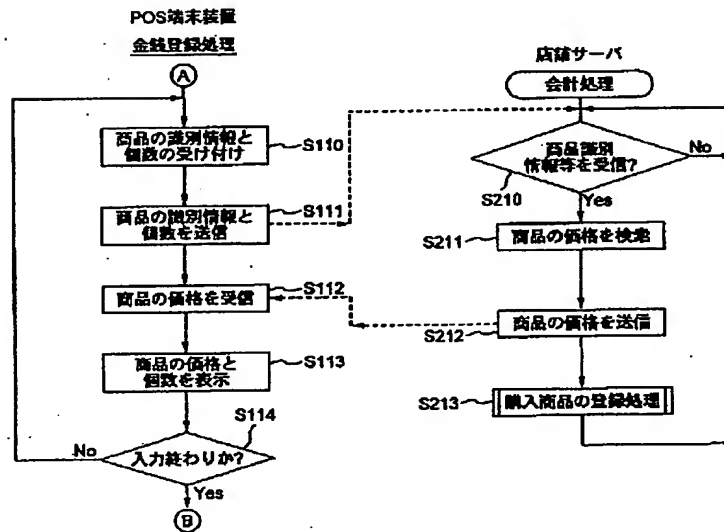 POS端末装置
金銭登録処理
A
商品の識別情報と
個数の受け付け
S110
商品の識別情報と
個数を送信
S111
商品の価格を受信
S112
商品の価格と
個数を表示
S113
入力終わりか?
S114
No
Yes
B
店舗サーバ
会計処理
商品識別
情報等を受信?
S210
No
Yes
商品の価格を検索
S211
商品の価格を送信
S212
購入商品の登録処理
S213